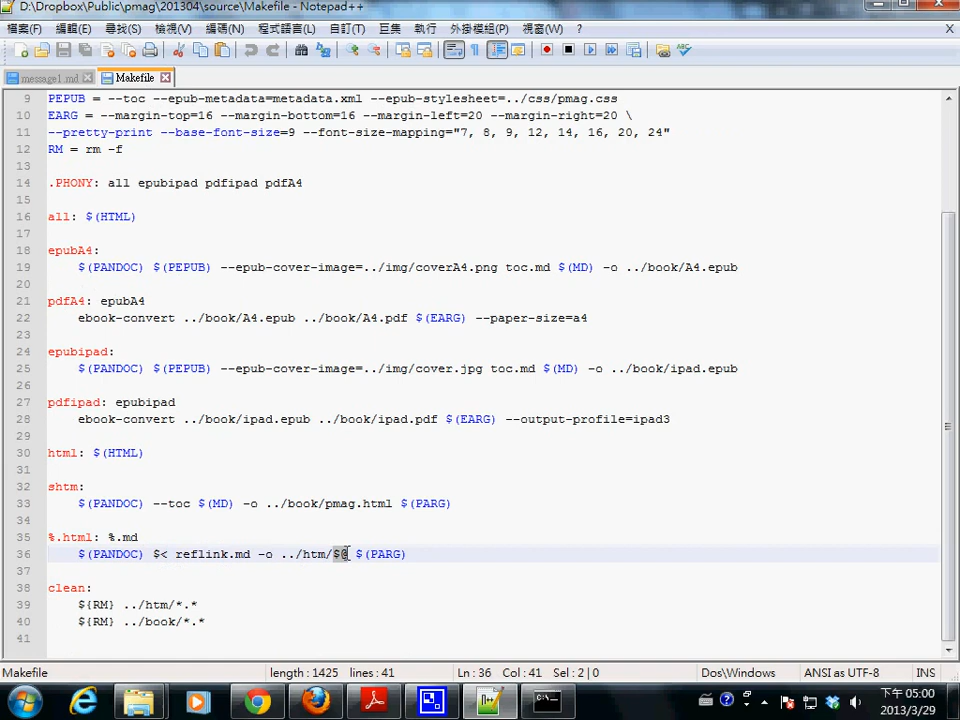 D:\Dropbox\Public\pmag\201304\source\Makefile - Notepad++
檔案(F) 編輯(E) 尋找(S) 檢視(V) 編碼(N) 程式語言(L) 設定(T) 巨集 執行 外掛模組(P) 視窗(W) ? X
message1.md Makefile
9 PEPUB = --toc --epub-metadata=metadata.xml --epub-stylesheet=../css/pmag.css
10 EARG = --margin-top=16 --margin-bottom=16 --margin-left=20 --margin-right=20 \
11 --pretty-print --base-font-size=9 --font-size-mapping="7, 8, 9, 12, 14, 16, 20, 24"
12 RM = rm -f
13
14 .PHONY: all epubipad pdfipad pdfA4
15
16 all: $(HTML)
17
18 epubA4:
19 $(PANDOC) $(PEPUB) --epub-cover-image=../img/coverA4.png toc.md $(MD) -o ../book/A4.epub
20
21 pdfA4: epubA4
22 ebook-convert ../book/A4.epub ../book/A4.pdf $(EARG) --paper-size=a4
23
24 epubipad:
25 $(PANDOC) $(PEPUB) --epub-cover-image=../img/cover.jpg toc.md $(MD) -o ../book/ipad.epub
26
27 pdfipad: epubipad
28 ebook-convert ../book/ipad.epub ../book/ipad.pdf $(EARG) --output-profile=ipad3
29
30 html: $(HTML)
31
32 shtm:
33 $(PANDOC) --toc $(MD) -o ../book/pmag.html $(PARG)
34
35 %.html: %.md
36 $(PANDOC) $< reflink.md -o ../htm/$@ $(PARG)
37
38 clean:
39 ${RM} ../htm/*.*
40 ${RM} ../book/*.*
41
Makefile length : 1425 lines : 41 Ln : 36 Col : 41 Sel : 2 | 0 Dos\Windows ANSI as UTF-8 INS
下午 05:00
2013/3/29